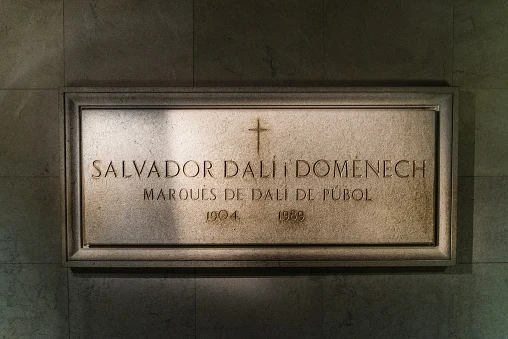 SALVADOR DALÍ i DOMÈNECH
MARQUÈS DE DALÍ DE PÚBOL
1904 1989